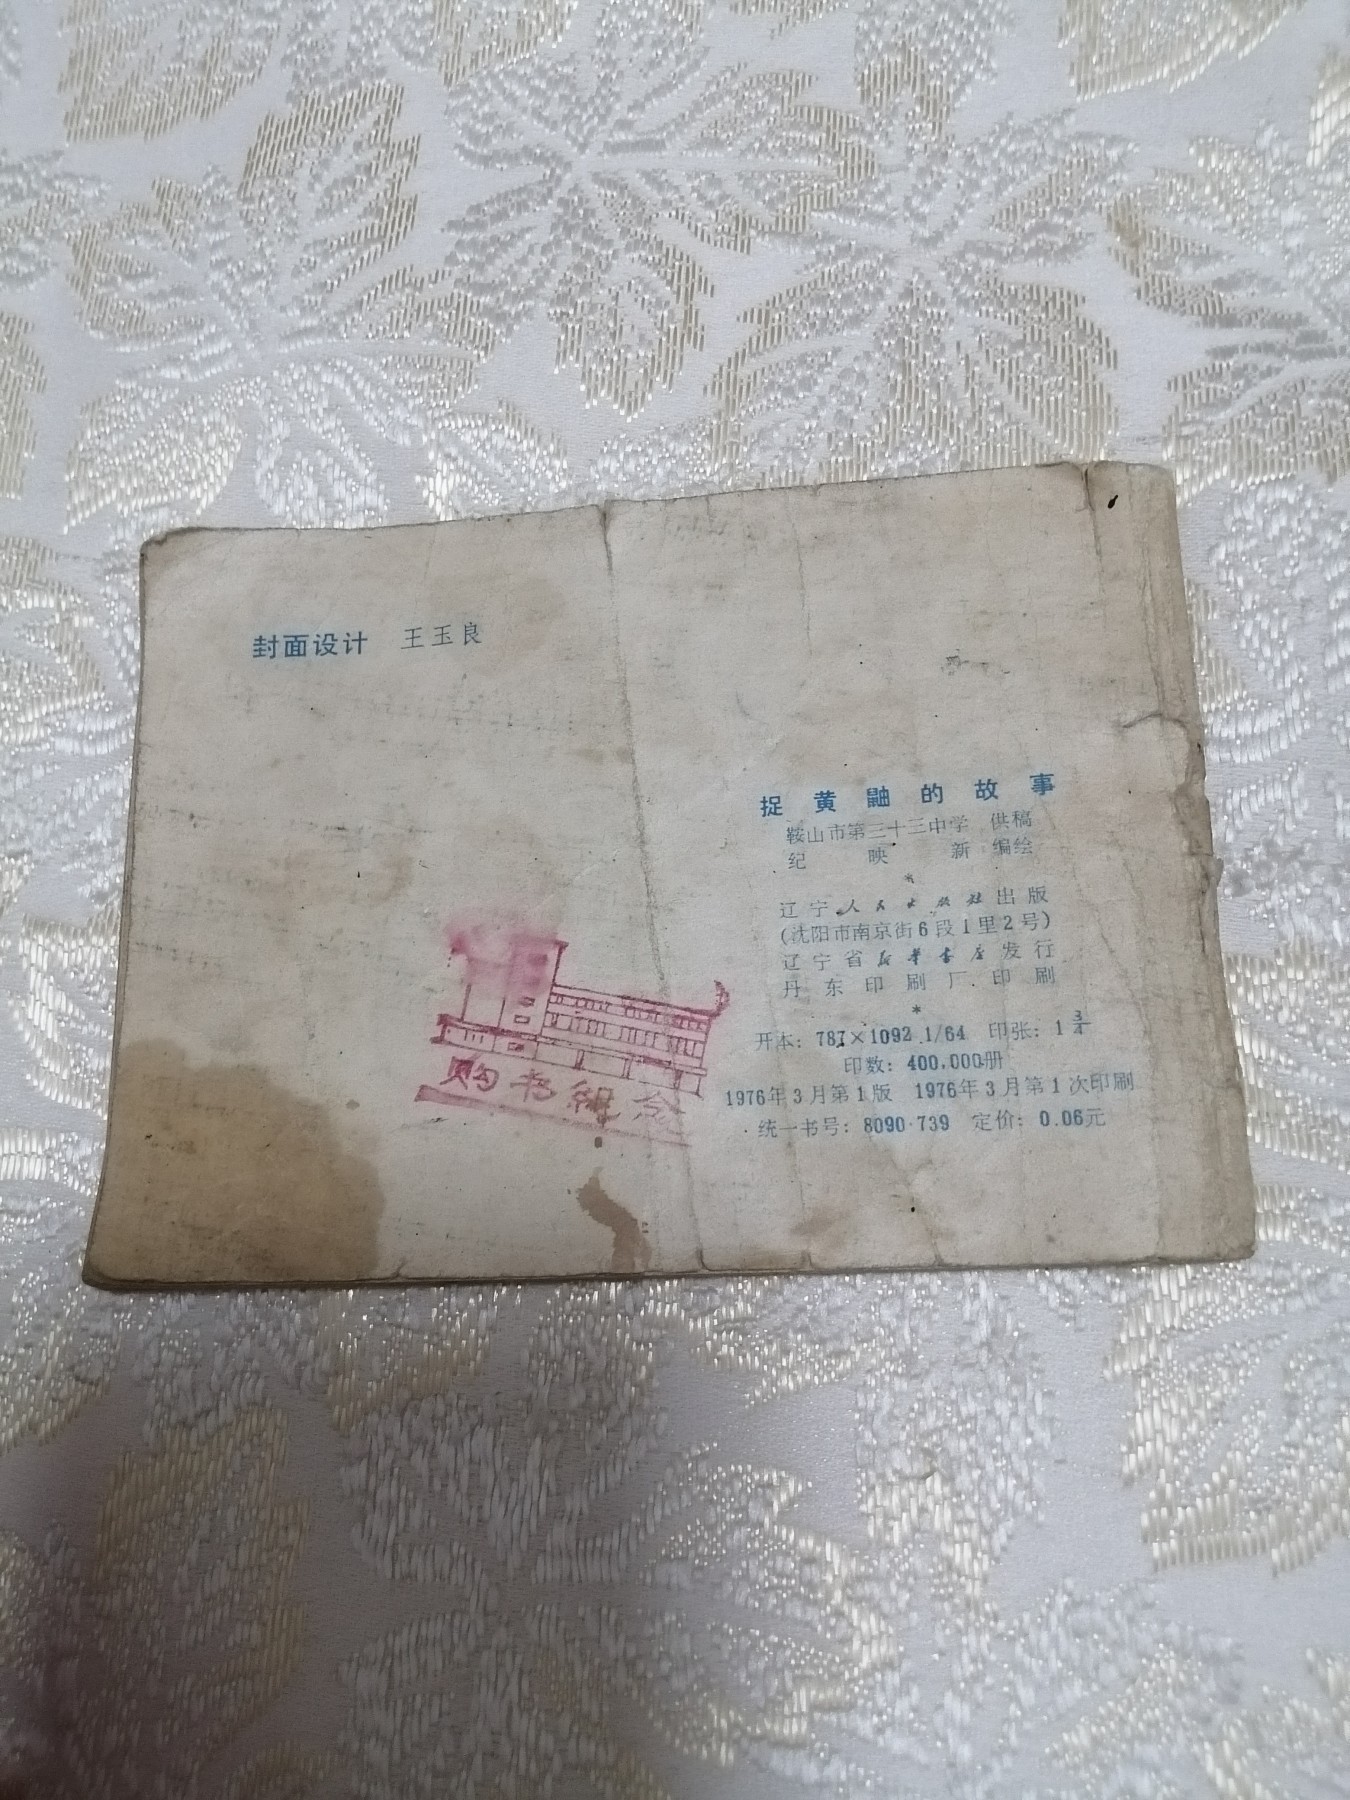 封面设计 王玉良
捉黄鼬的故事
鞍山市第三十三中学 供稿
纪映新 编绘
*
辽宁人民出版社出版
(沈阳市南京街6段1里2号)
辽宁省新华书店发行
丹东印刷厂印刷
*
开本：787×1092 1/64 印张：1 3/4
印数：400,000册
1976年3月第1版 1976年3月第1次印刷
统一书号：8090·739 定价：0.06元
购书纪念